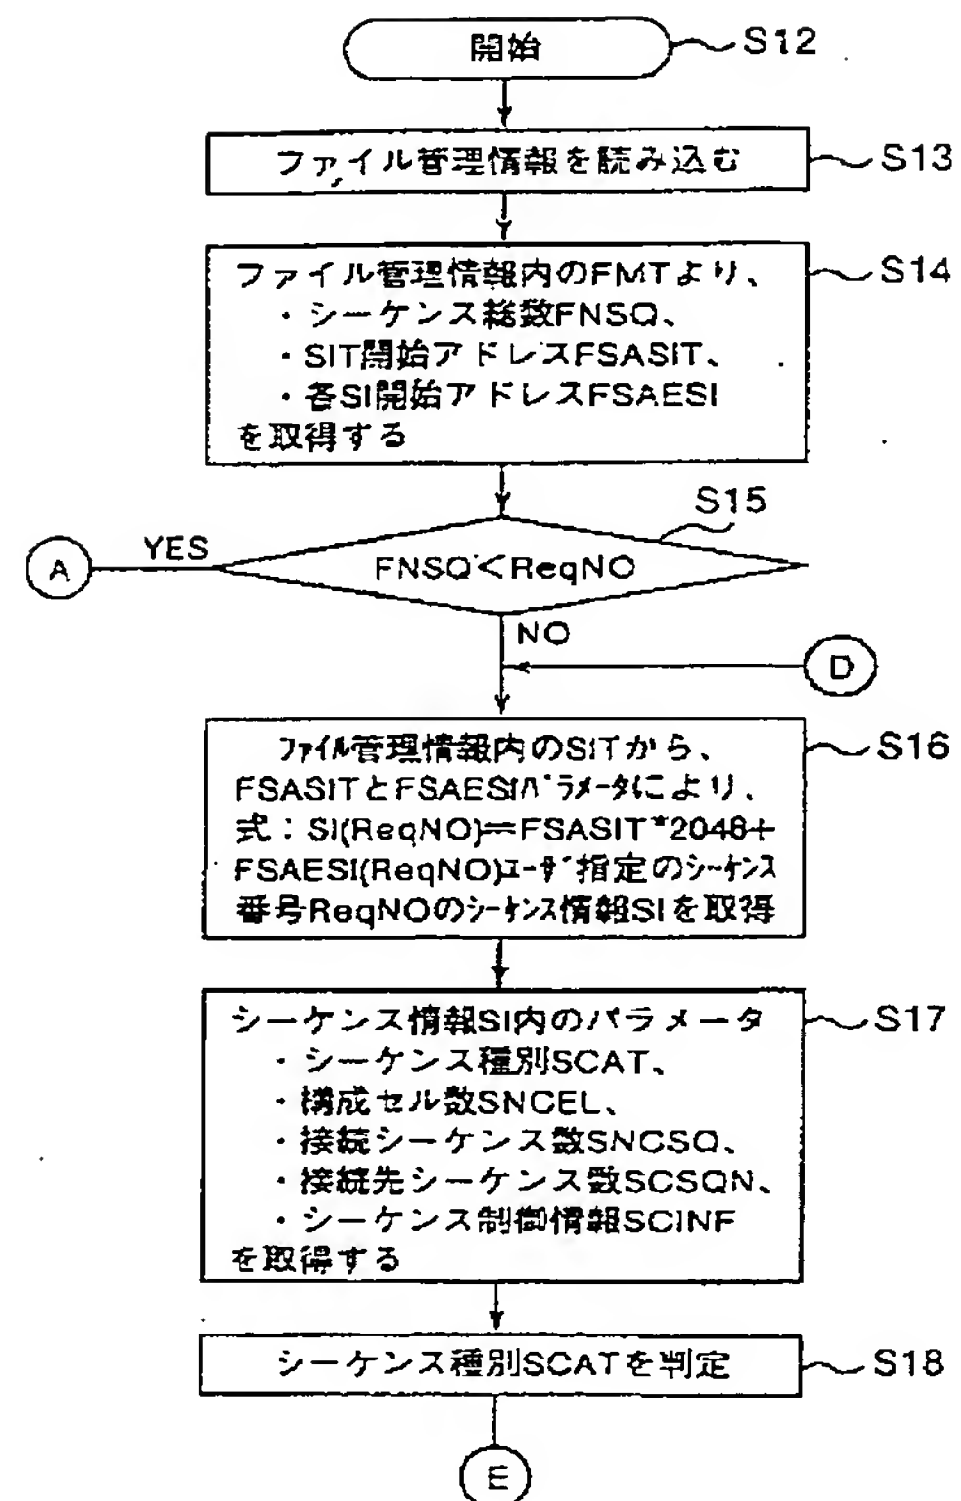 開始
S12
ファイル管理情報を読み込む
S13
ファイル管理情報内のFMTより、
・シーケンス総数FNSQ、
・SIT開始アドレスFSASIT、
・各SI開始アドレスFSAESI
を取得する
S14
S15
A
YES
FNSQ<ReqNO
NO
D
ﾌｧｲﾙ管理情報内のSITから、
FSASITとFSAESIﾊﾟﾗﾒｰﾀにより、
式：SI(ReqNO)=FSASIT*2048+
FSAESI(ReqNO)ﾕｰｻﾞ指定のｼｰｹﾝｽ
番号ReqNOのｼｰｹﾝｽ情報SIを取得
S16
シーケンス情報SI内のパラメータ
・シーケンス種別SCAT、
・構成セル数SNCEL、
・接続シーケンス数SNCSQ、
・接続先シーケンス数SCSQN、
・シーケンス制御情報SCINF
を取得する
S17
シーケンス種別SCATを判定
S18
E